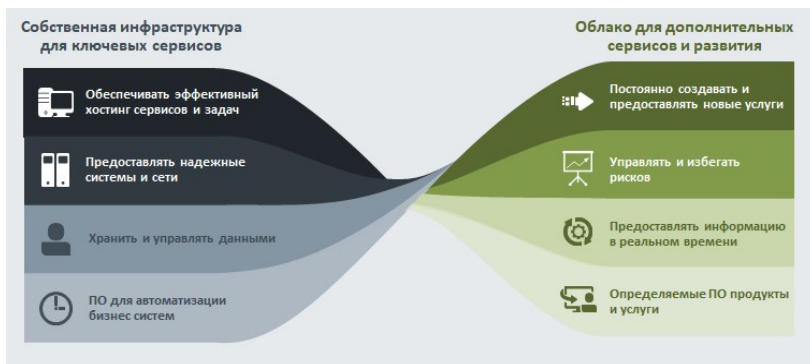 Собственная инфраструктура
для ключевых сервисов
Обеспечивать эффективный
хостинг сервисов и задач
Предоставлять надежные
системы и сети
Хранить и управлять данными
ПО для автоматизации
бизнес систем
Облако для дополнительных
сервисов и развития
Постоянно создавать и
предоставлять новые услуги
Управлять и избегать
рисков
Предоставлять информацию
в реальном времени
Определяемые ПО продукты
и услуги